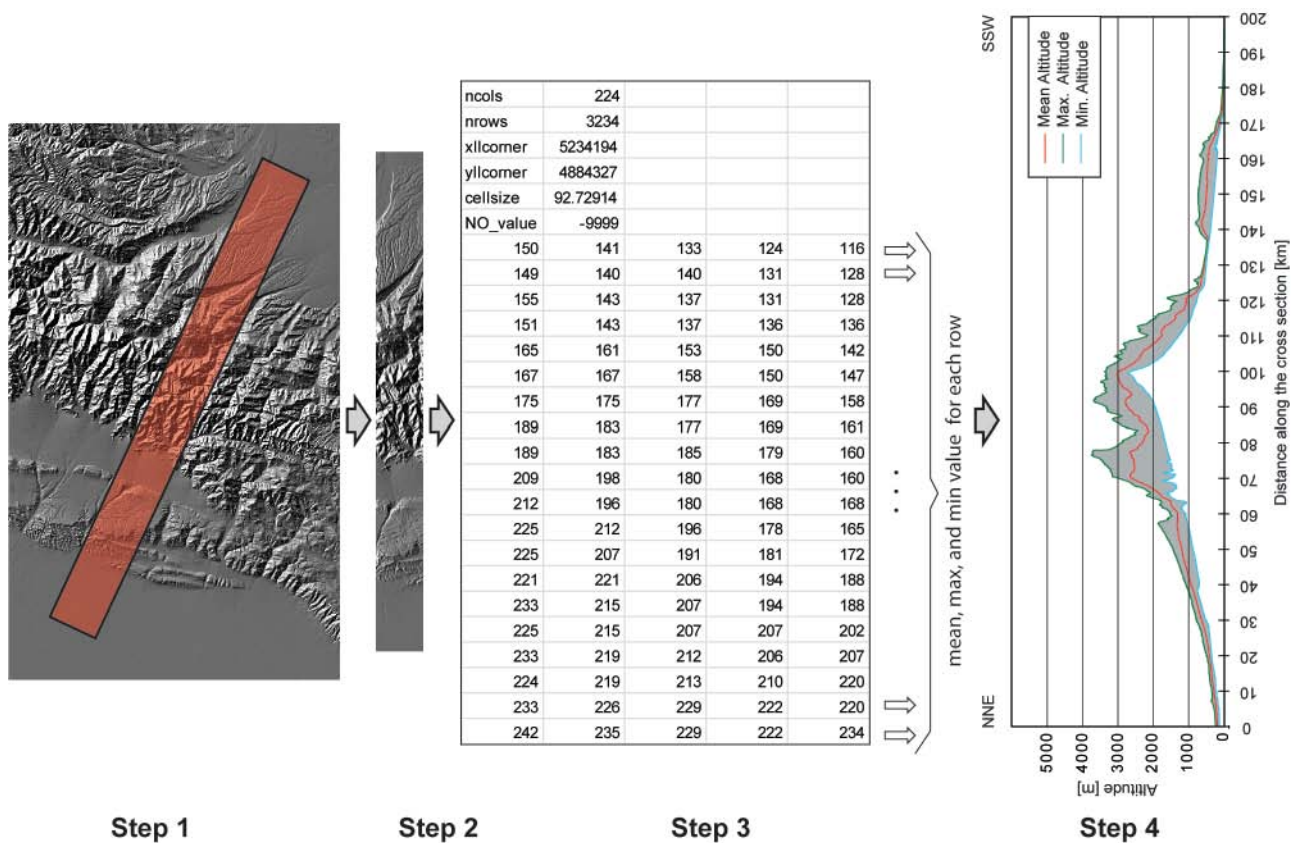 ncols 224
nrows 3234
xllcorner 5234194
yllcorner 4884327
cellsize 92.72914
NO_value -9999
150 141 133 124 116
149 140 140 131 128
155 143 137 131 128
151 143 137 136 136
165 161 153 150 142
167 167 158 150 147
175 175 177 169 158
189 183 177 169 161
189 183 185 179 160
209 198 180 168 160
212 196 180 168 168
225 212 196 178 165
225 207 191 181 172
221 221 206 194 188
233 215 207 194 188
225 215 207 207 202
233 219 212 206 207
224 219 213 210 220
233 226 229 222 220
242 235 229 222 234
mean, max, and min value for each row
NNE
SSW
Mean Altitude
Max. Altitude
Min. Altitude
5000
4000
3000
2000
1000
0
Altitude [m]
0 10 20 30 40 50 60 70 80 90 100 110 120 130 140 150 160 170 180 190 200
Distance along the cross section [km]
Step 1
Step 2
Step 3
Step 4